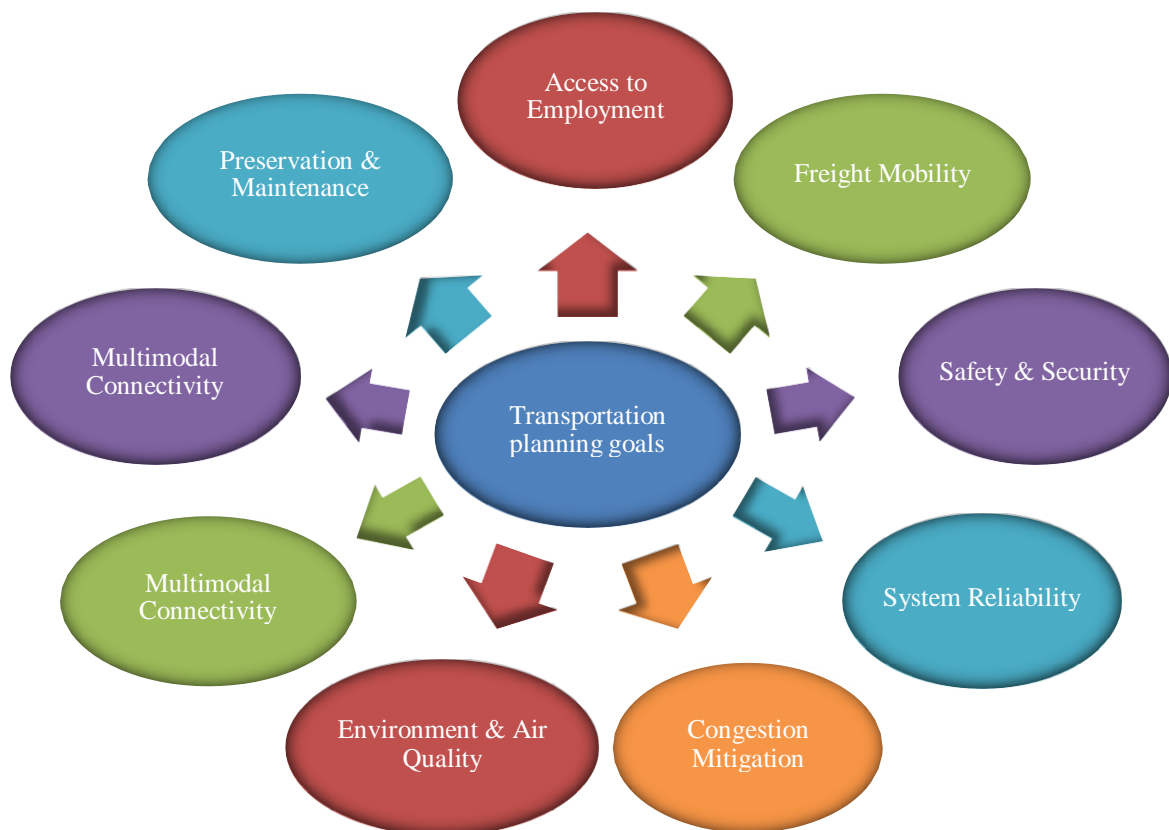 Access to
Employment
Freight Mobility
Safety & Security
System Reliability
Congestion
Mitigation
Environment & Air
Quality
Multimodal
Connectivity
Multimodal
Connectivity
Preservation &
Maintenance
Transportation
planning goals